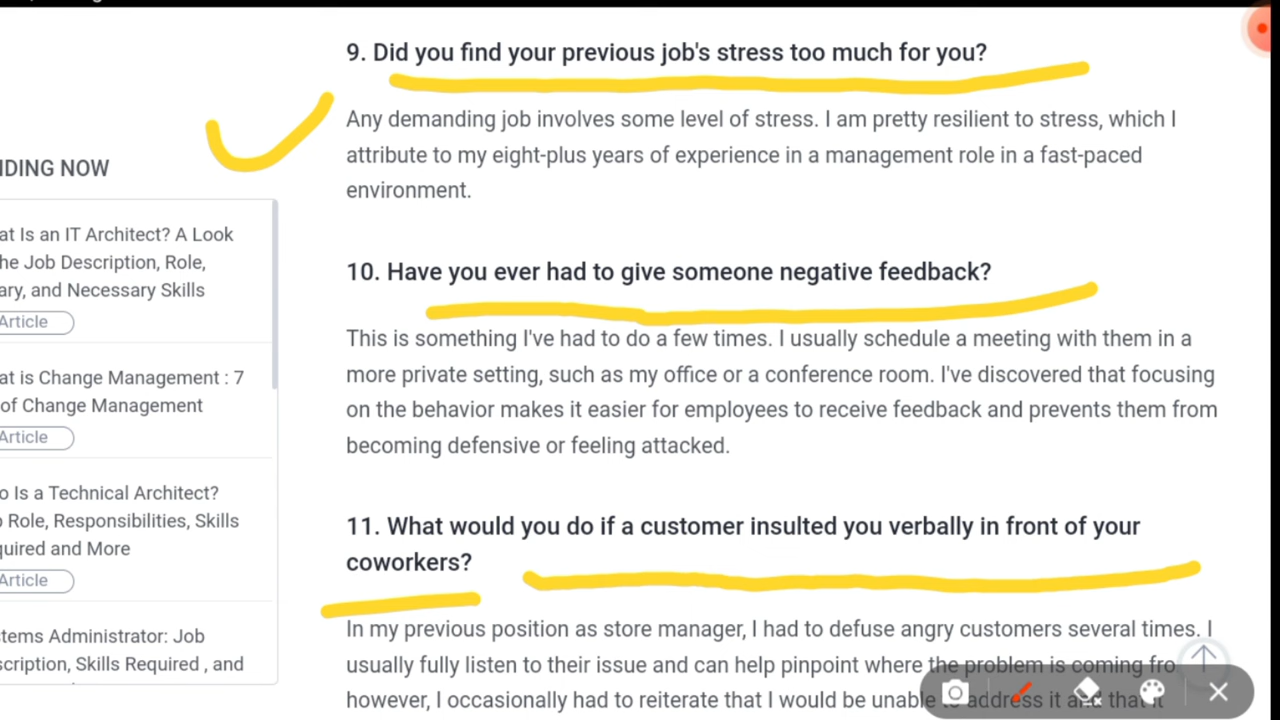 9. Did you find your previous job's stress too much for you?
Any demanding job involves some level of stress. I am pretty resilient to stress, which I
attribute to my eight-plus years of experience in a management role in a fast-paced
environment.
10. Have you ever had to give someone negative feedback?
This is something I've had to do a few times. I usually schedule a meeting with them in a
more private setting, such as my office or a conference room. I've discovered that focusing
on the behavior makes it easier for employees to receive feedback and prevents them from
becoming defensive or feeling attacked.
11. What would you do if a customer insulted you verbally in front of your
coworkers?
In my previous position as store manager, I had to defuse angry customers several times. I
usually fully listen to their issue and can help pinpoint where the problem is coming fro
however, I occasionally had to reiterate that I would be unable to address it and that it
NDING NOW
at Is an IT Architect? A Look
he Job Description, Role,
ary, and Necessary Skills
Article
at is Change Management : 7
of Change Management
Article
o Is a Technical Architect?
Role, Responsibilities, Skills
quired and More
Article
stems Administrator: Job
scription, Skills Required , and